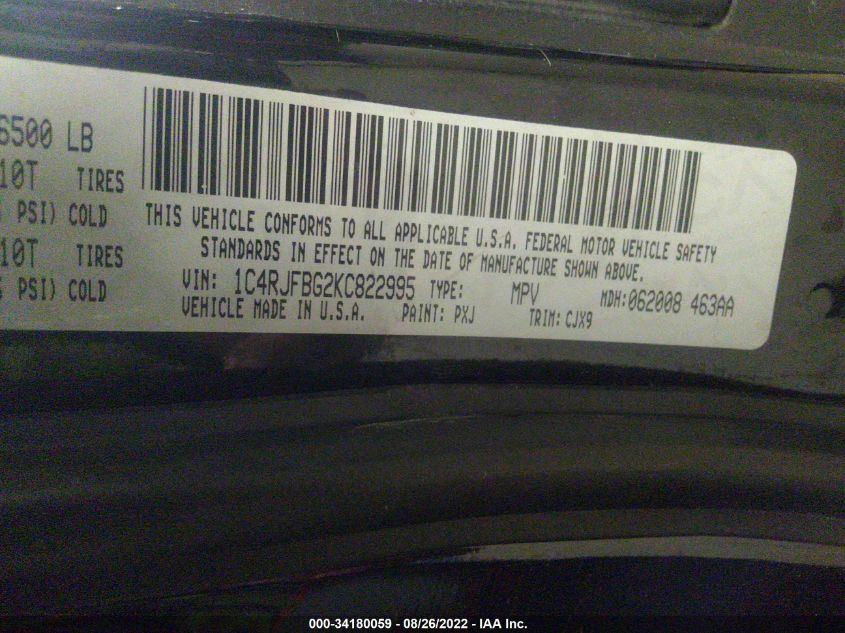 6500 LB
10T TIRES
PSI) COLD
10T TIRES
PSI) COLD
THIS VEHICLE CONFORMS TO ALL APPLICABLE U.S.A. FEDERAL MOTOR VEHICLE SAFETY
STANDARDS IN EFFECT ON THE DATE OF MANUFACTURE SHOWN ABOVE.
VIN: 1C4RJFBG2KC822995 TYPE: MPV MDH:062008 463AA
VEHICLE MADE IN U.S.A. PAINT: PXJ TRIM: CJX9
000-34180059 - 08/26/2022 - IAA Inc.